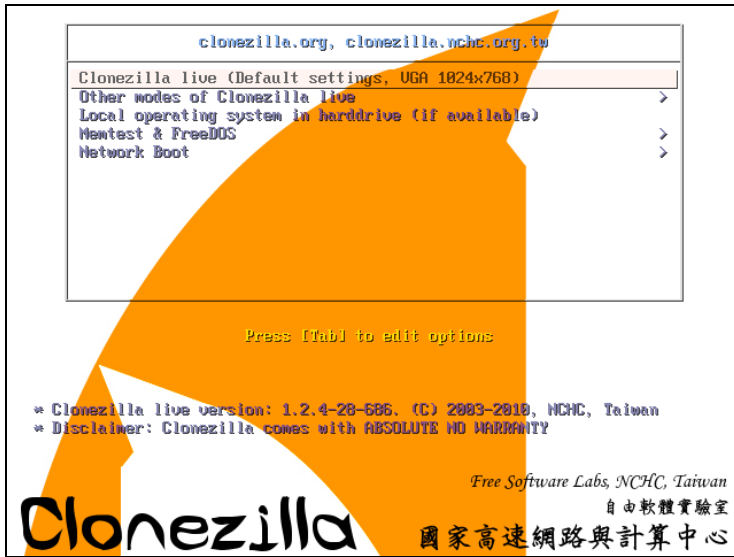 clonezilla.org, clonezilla.nchc.org.tw
Clonezilla live (Default settings, VGA 1024x768)
Other modes of Clonezilla live >
Local operating system in harddrive (if available)
Memtest & FreeDOS >
Network Boot >
Press [Tab] to edit options
* Clonezilla live version: 1.2.4-28-686. (C) 2003-2010, NCHC, Taiwan
* Disclaimer: Clonezilla comes with ABSOLUTE NO WARRANTY
Free Software Labs, NCHC, Taiwan
自由軟體實驗室
Clonezilla 國家高速網路與計算中心